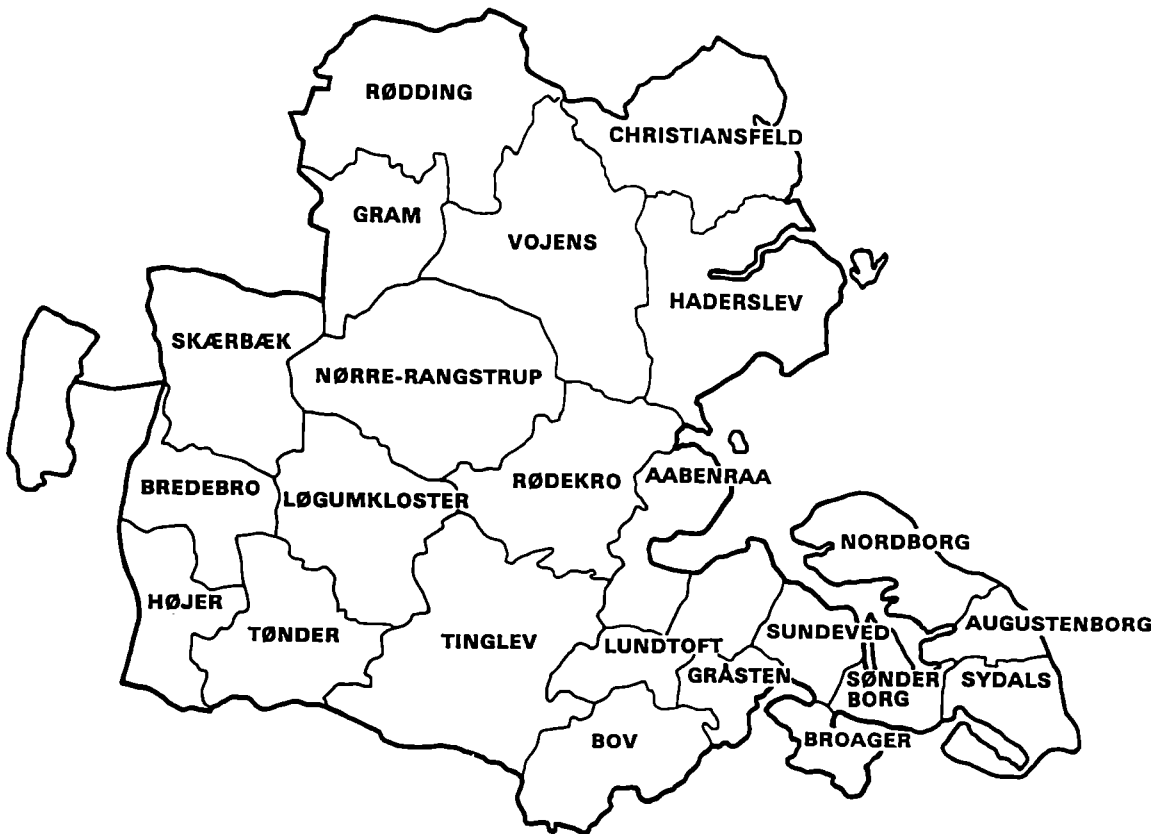 RØDDING
CHRISTIANSFELD
GRAM
VOJENS
HADERSLEV
SKÆRBÆK
NØRRE-RANGSTRUP
BREDEBRO
LØGUMKLOSTER
RØDEKRO
AABENRAA
NORDBORG
HØJER
TØNDER
TINGLEV
LUNDTOFT
SUNDEVED
AUGUSTENBORG
GRÅSTEN
SØNDER
BORG
SYDALS
BOV
BROAGER